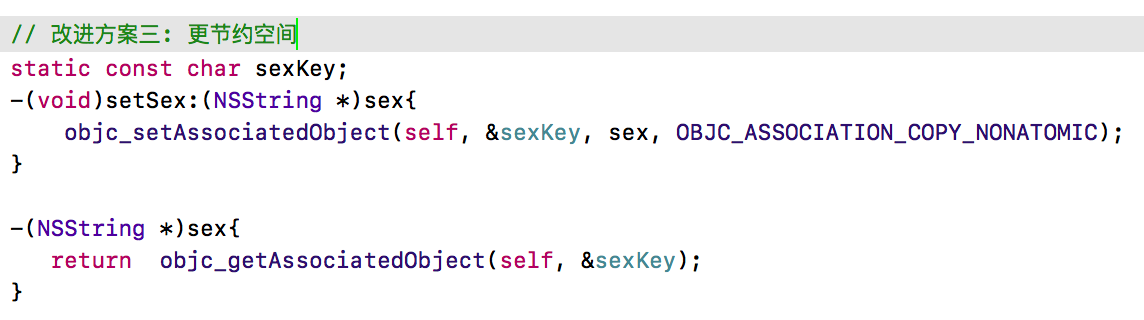 // 改进方案三: 更节约空间
static const char sexKey;
-(void)setSex:(NSString *)sex{
    objc_setAssociatedObject(self, &sexKey, sex, OBJC_ASSOCIATION_COPY_NONATOMIC);
}

-(NSString *)sex{
   return  objc_getAssociatedObject(self, &sexKey);
}